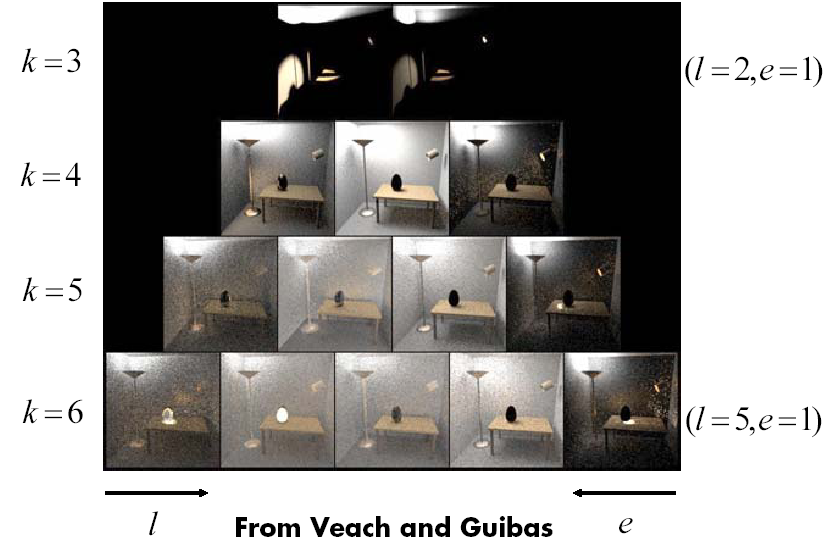 k=3
(l=2,e=1)
k=4
k=5
k=6
(l=5,e=1)
l
From Veach and Guibas
e